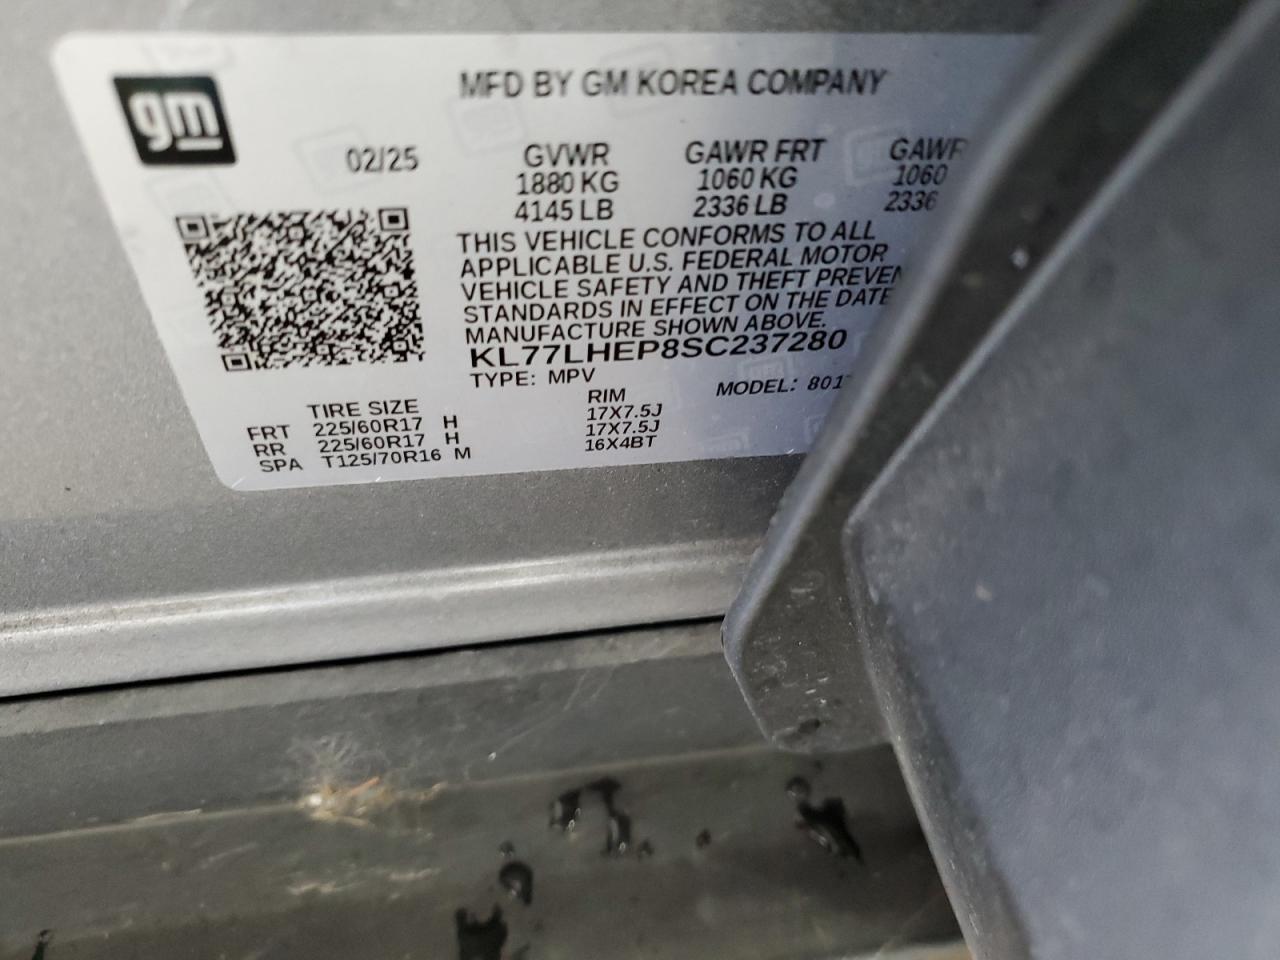 gm
MFD BY GM KOREA COMPANY
02/25 GVWR GAWR FRT GAWR
1880 KG 1060 KG 1060
4145 LB 2336 LB 2336
THIS VEHICLE CONFORMS TO ALL
APPLICABLE U.S. FEDERAL MOTOR
VEHICLE SAFETY AND THEFT PREVEN
STANDARDS IN EFFECT ON THE DATE
MANUFACTURE SHOWN ABOVE.
KL77LHEP8SC237280
TYPE: MPV MODEL: 801
TIRE SIZE RIM
FRT 225/60R17 H 17X7.5J
RR 225/60R17 H 17X7.5J
SPA T125/70R16 M 16X4BT